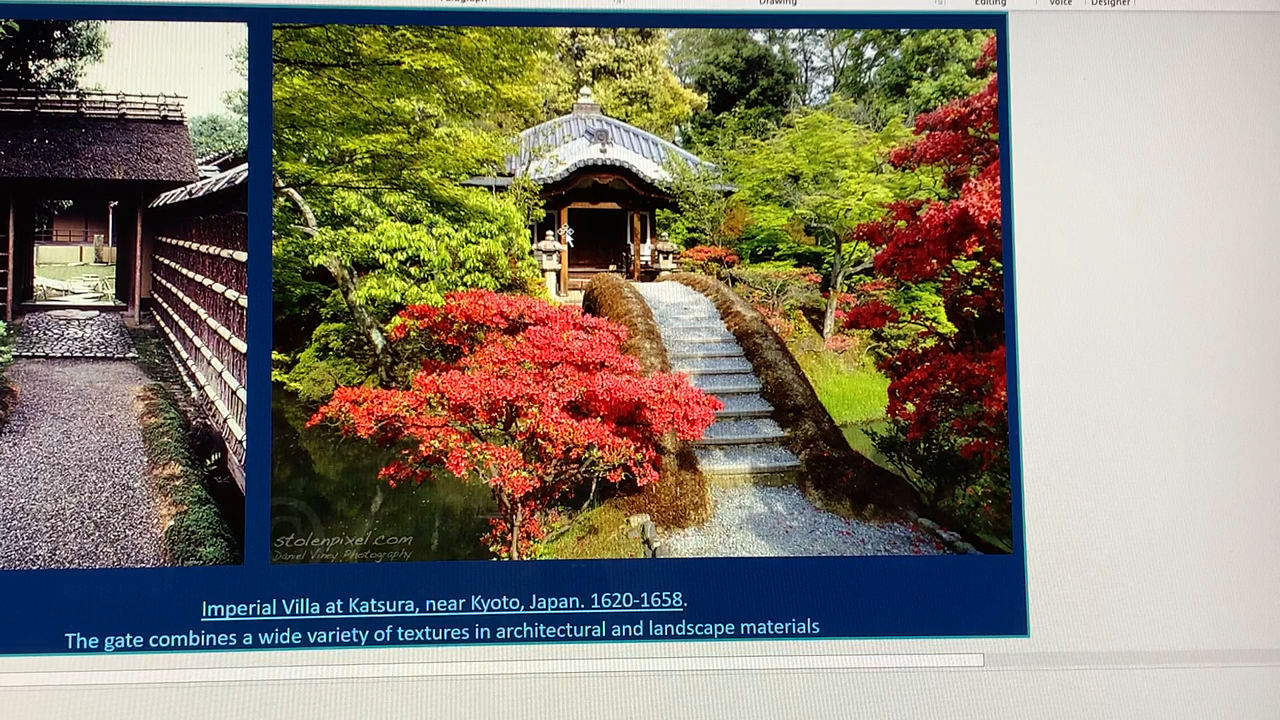 Drawing
Editing
Voice
Designer
stolenpixel.com
Daniel Viney Photography
Imperial Villa at Katsura, near Kyoto, Japan. 1620-1658.
The gate combines a wide variety of textures in architectural and landscape materials